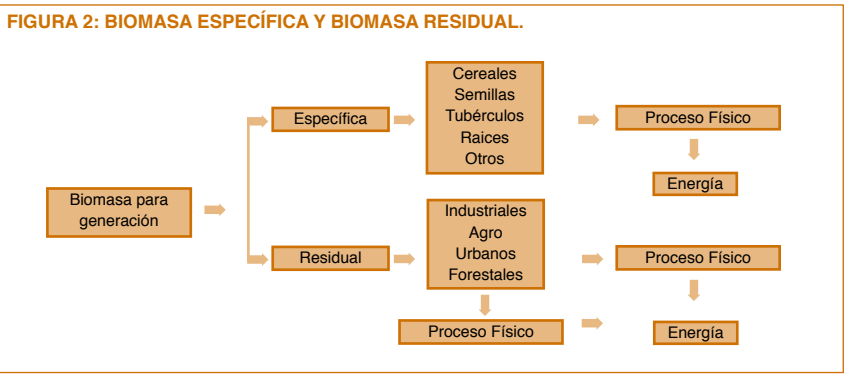 FIGURA 2: BIOMASA ESPECÍFICA Y BIOMASA RESIDUAL.
Biomasa para
generación
Específica
Cereales
Semillas
Tubérculos
Raices
Otros
Proceso Físico
Energía
Residual
Industriales
Agro
Urbanos
Forestales
Proceso Físico
Proceso Físico
Energía